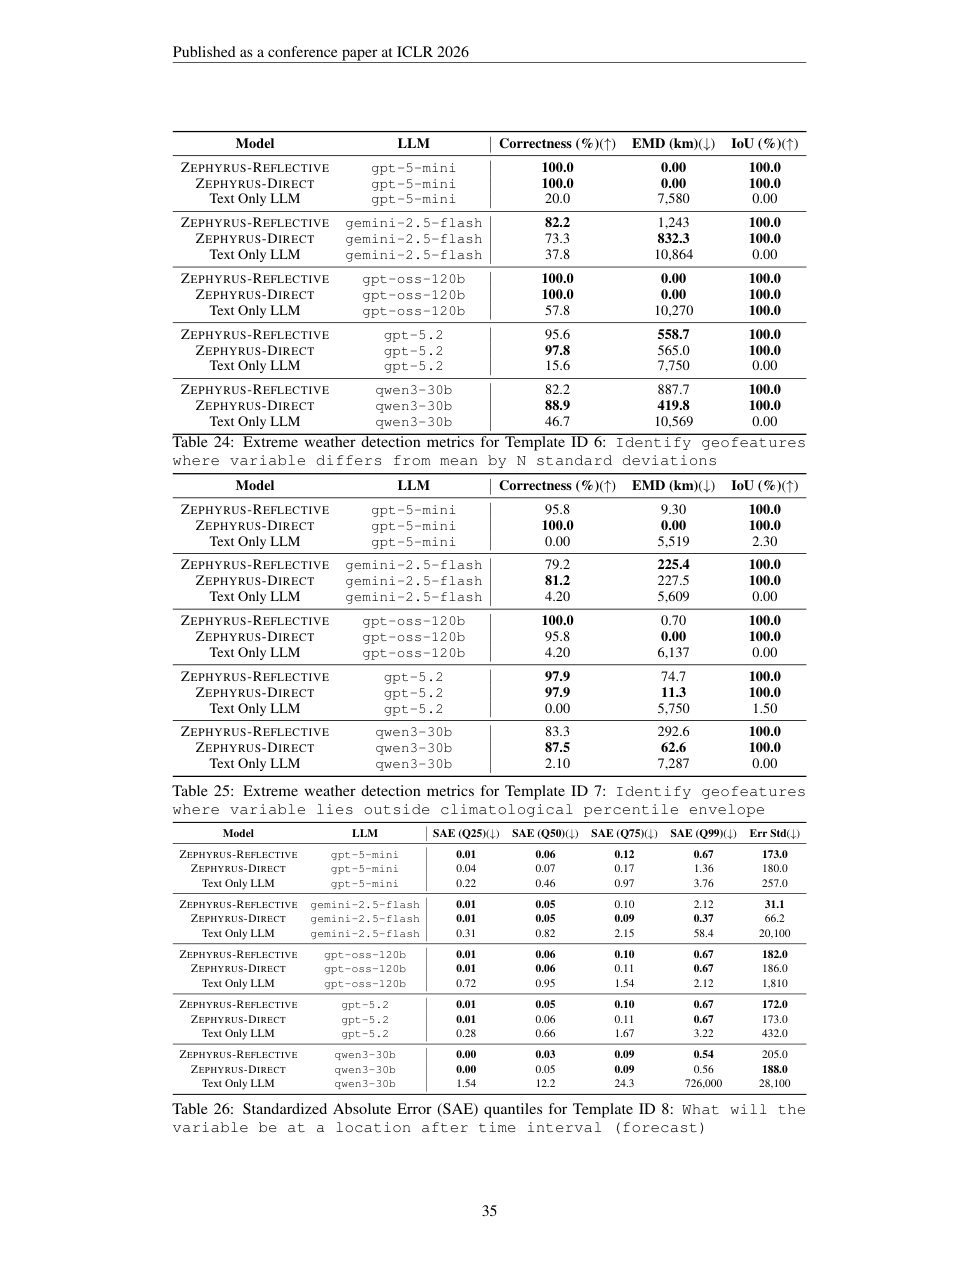 Published as a conference paper at ICLR 2026
Model LLM Correctness (%)(↑) EMD (km)(↓) IoU (%)(↑)
ZEPHYRUS-REFLECTIVE gpt-5-mini 100.0 0.00 100.0
ZEPHYRUS-DIRECT gpt-5-mini 100.0 0.00 100.0
Text Only LLM gpt-5-mini 20.0 7,580 0.00
ZEPHYRUS-REFLECTIVE gemini-2.5-flash 82.2 1,243 100.0
ZEPHYRUS-DIRECT gemini-2.5-flash 73.3 832.3 100.0
Text Only LLM gemini-2.5-flash 37.8 10,864 0.00
ZEPHYRUS-REFLECTIVE gpt-oss-120b 100.0 0.00 100.0
ZEPHYRUS-DIRECT gpt-oss-120b 100.0 0.00 100.0
Text Only LLM gpt-oss-120b 57.8 10,270 100.0
ZEPHYRUS-REFLECTIVE gpt-5.2 95.6 558.7 100.0
ZEPHYRUS-DIRECT gpt-5.2 97.8 565.0 100.0
Text Only LLM gpt-5.2 15.6 7,750 0.00
ZEPHYRUS-REFLECTIVE qwen3-30b 82.2 887.7 100.0
ZEPHYRUS-DIRECT qwen3-30b 88.9 419.8 100.0
Text Only LLM qwen3-30b 46.7 10,569 0.00
Table 24: Extreme weather detection metrics for Template ID 6: Identify geofeatures
where variable differs from mean by N standard deviations
Model LLM Correctness (%)(↑) EMD (km)(↓) IoU (%)(↑)
ZEPHYRUS-REFLECTIVE gpt-5-mini 95.8 9.30 100.0
ZEPHYRUS-DIRECT gpt-5-mini 100.0 0.00 100.0
Text Only LLM gpt-5-mini 0.00 5,519 2.30
ZEPHYRUS-REFLECTIVE gemini-2.5-flash 79.2 225.4 100.0
ZEPHYRUS-DIRECT gemini-2.5-flash 81.2 227.5 100.0
Text Only LLM gemini-2.5-flash 4.20 5,609 0.00
ZEPHYRUS-REFLECTIVE gpt-oss-120b 100.0 0.70 100.0
ZEPHYRUS-DIRECT gpt-oss-120b 95.8 0.00 100.0
Text Only LLM gpt-oss-120b 4.20 6,137 0.00
ZEPHYRUS-REFLECTIVE gpt-5.2 97.9 74.7 100.0
ZEPHYRUS-DIRECT gpt-5.2 97.9 11.3 100.0
Text Only LLM gpt-5.2 0.00 5,750 1.50
ZEPHYRUS-REFLECTIVE qwen3-30b 83.3 292.6 100.0
ZEPHYRUS-DIRECT qwen3-30b 87.5 62.6 100.0
Text Only LLM qwen3-30b 2.10 7,287 0.00
Table 25: Extreme weather detection metrics for Template ID 7: Identify geofeatures
where variable lies outside climatological percentile envelope
Model LLM SAE (Q25)(↓) SAE (Q50)(↓) SAE (Q75)(↓) SAE (Q99)(↓) Err Std(↓)
ZEPHYRUS-REFLECTIVE gpt-5-mini 0.01 0.06 0.12 0.67 173.0
ZEPHYRUS-DIRECT gpt-5-mini 0.04 0.07 0.17 1.36 180.0
Text Only LLM gpt-5-mini 0.22 0.46 0.97 3.76 257.0
ZEPHYRUS-REFLECTIVE gemini-2.5-flash 0.01 0.05 0.10 2.12 31.1
ZEPHYRUS-DIRECT gemini-2.5-flash 0.01 0.05 0.09 0.37 66.2
Text Only LLM gemini-2.5-flash 0.31 0.82 2.15 58.4 20,100
ZEPHYRUS-REFLECTIVE gpt-oss-120b 0.01 0.06 0.10 0.67 182.0
ZEPHYRUS-DIRECT gpt-oss-120b 0.01 0.06 0.11 0.67 186.0
Text Only LLM gpt-oss-120b 0.72 0.95 1.54 2.12 1,810
ZEPHYRUS-REFLECTIVE gpt-5.2 0.01 0.05 0.10 0.67 172.0
ZEPHYRUS-DIRECT gpt-5.2 0.01 0.06 0.11 0.67 173.0
Text Only LLM gpt-5.2 0.28 0.66 1.67 3.22 432.0
ZEPHYRUS-REFLECTIVE qwen3-30b 0.00 0.03 0.09 0.54 205.0
ZEPHYRUS-DIRECT qwen3-30b 0.00 0.05 0.09 0.56 188.0
Text Only LLM qwen3-30b 1.54 12.2 24.3 726,000 28,100
Table 26: Standardized Absolute Error (SAE) quantiles for Template ID 8: What will the
variable be at a location after time interval (forecast)
35